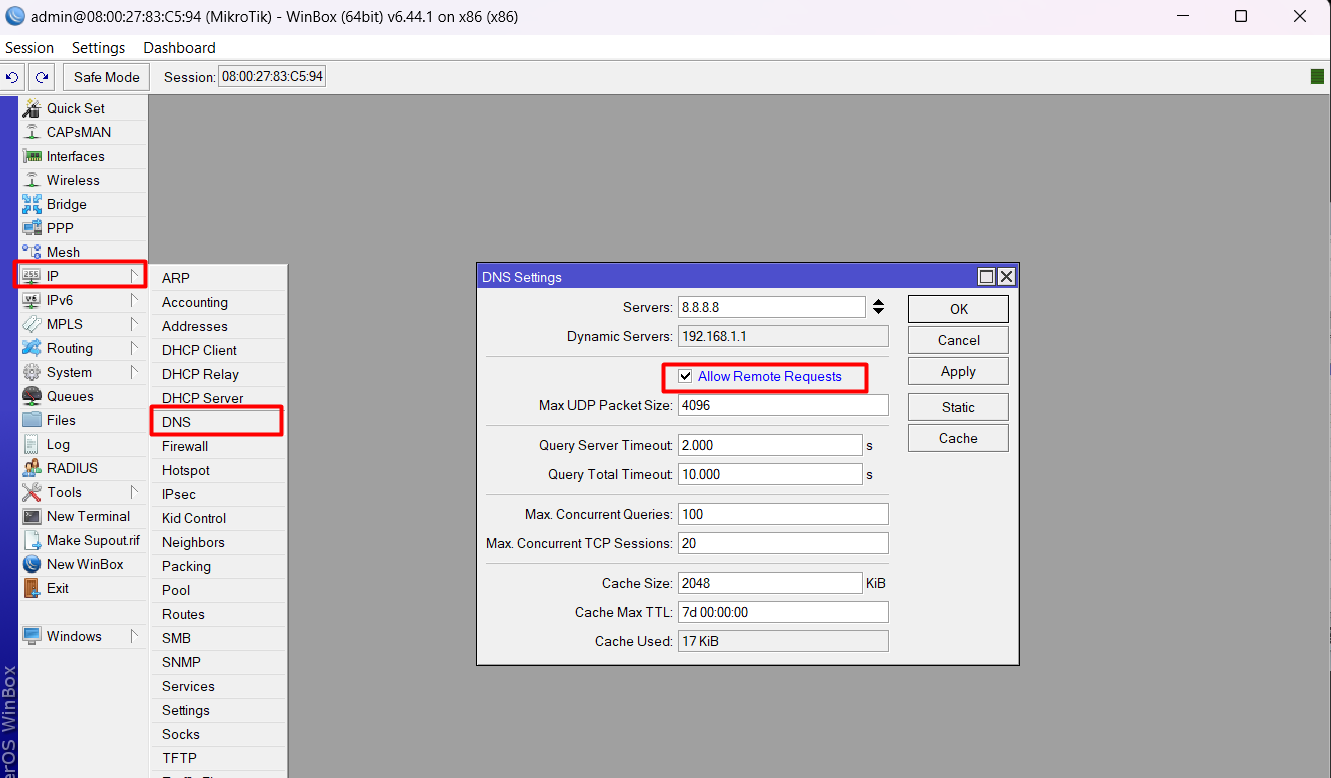 admin@08:00:27:83:C5:94 (MikroTik) - WinBox (64bit) v6.44.1 on x86 (x86)
Session Settings Dashboard
Safe Mode Session: 08:00:27:83:C5:94
Quick Set
CAPsMAN
Interfaces
Wireless
Bridge
PPP
Mesh
IP
IPv6
MPLS
Routing
System
Queues
Files
Log
RADIUS
Tools
New Terminal
Make Supout.rif
New WinBox
Exit
Windows
ARP
Accounting
Addresses
DHCP Client
DHCP Relay
DHCP Server
DNS
Firewall
Hotspot
IPsec
Kid Control
Neighbors
Packing
Pool
Routes
SMB
SNMP
Services
Settings
Socks
TFTP
DNS Settings
Servers: 8.8.8.8
Dynamic Servers: 192.168.1.1
Allow Remote Requests
Max UDP Packet Size: 4096
Query Server Timeout: 2.000 s
Query Total Timeout: 10.000 s
Max. Concurrent Queries: 100
Max. Concurrent TCP Sessions: 20
Cache Size: 2048 KiB
Cache Max TTL: 7d 00:00:00
Cache Used: 17 KiB
OK
Cancel
Apply
Static
Cache
erOS WinBox